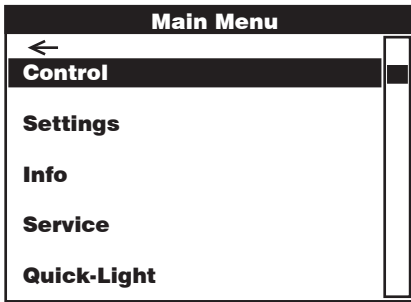 Main Menu
←
Control
Settings
Info
Service
Quick-Light